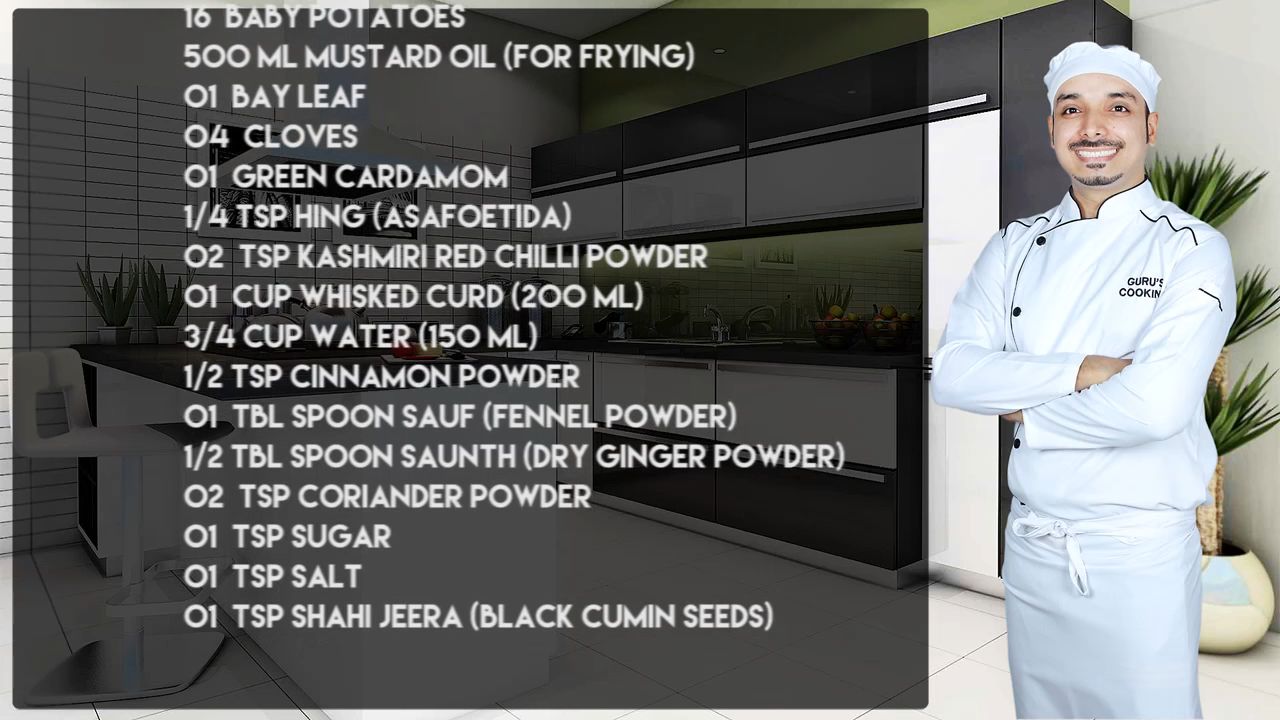 16 BABY POTATOES
500 ML MUSTARD OIL (FOR FRYING)
01 BAY LEAF
04 CLOVES
01 GREEN CARDAMOM
1/4 TSP HING (ASAFOETIDA)
02 TSP KASHMIRI RED CHILLI POWDER
01 CUP WHISKED CURD (200 ML)
3/4 CUP WATER (150 ML)
1/2 TSP CINNAMON POWDER
01 TBL SPOON SAUF (FENNEL POWDER)
1/2 TBL SPOON SAUNTH (DRY GINGER POWDER)
02 TSP CORIANDER POWDER
01 TSP SUGAR
01 TSP SALT
01 TSP SHAHI JEERA (BLACK CUMIN SEEDS)
GURU'S
COOKIN